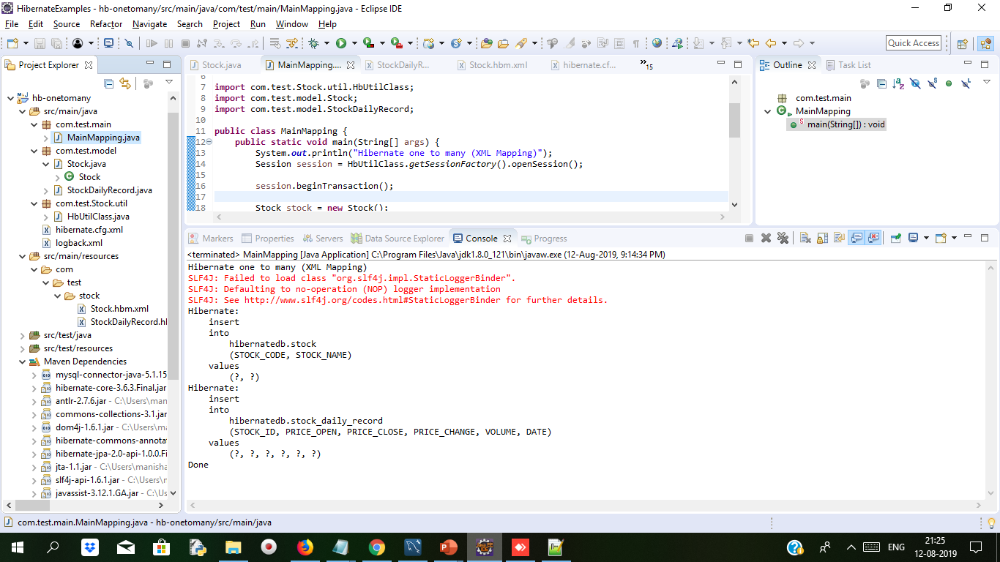 HibernateExamples - hb-onetomany/src/main/java/com/test/main/MainMapping.java - Eclipse IDE
File Edit Source Refactor Navigate Search Project Run Window Help
Quick Access
Project Explorer
hb-onetomany
src/main/java
com.test.main
MainMapping.java
com.test.model
Stock.java
Stock
StockDailyRecord.java
com.test.Stock.util
HbUtilClass.java
hibernate.cfg.xml
logback.xml
src/main/resources
com
test
stock
Stock.hbm.xml
StockDailyRecord.hl
src/test/java
src/test/resources
Maven Dependencies
mysql-connector-java-5.1.15
hibernate-core-3.6.3.Final.jar
antlr-2.7.6.jar - C:\Users\man
commons-collections-3.1.jar
dom4j-1.6.1.jar - C:\Users\ma
hibernate-commons-annota
hibernate-jpa-2.0-api-1.0.0.Fi
jta-1.1.jar - C:\Users\manisha
slf4j-api-1.6.1.jar - C:\Users\r
javassist-3.12.1.GA.jar - C:\Us
Stock.java MainMapping.... StockDailyR... Stock.hbm.xml hibernate.cf... »15
6
7 import com.test.Stock.util.HbUtilClass;
8 import com.test.model.Stock;
9 import com.test.model.StockDailyRecord;
10
11 public class MainMapping {
12 public static void main(String[] args) {
13 System.out.println("Hibernate one to many (XML Mapping)");
14 Session session = HbUtilClass.getSessionFactory().openSession();
15
16 session.beginTransaction();
17
18 Stock stock = new Stock();
Outline Task List
com.test.main
MainMapping
main(String[]) : void
Markers Properties Servers Data Source Explorer Console Progress
<terminated> MainMapping [Java Application] C:\Program Files\Java\jdk1.8.0_121\bin\javaw.exe (12-Aug-2019, 9:14:34 PM)
Hibernate one to many (XML Mapping)
SLF4J: Failed to load class "org.slf4j.impl.StaticLoggerBinder".
SLF4J: Defaulting to no-operation (NOP) logger implementation
SLF4J: See http://www.slf4j.org/codes.html#StaticLoggerBinder for further details.
Hibernate:
insert
into
hibernatedb.stock
(STOCK_CODE, STOCK_NAME)
values
(?, ?)
Hibernate:
insert
into
hibernatedb.stock_daily_record
(STOCK_ID, PRICE_OPEN, PRICE_CLOSE, PRICE_CHANGE, VOLUME, DATE)
values
(?, ?, ?, ?, ?, ?)
Done
com.test.main.MainMapping.java - hb-onetomany/src/main/java
ENG
21:25
12-08-2019